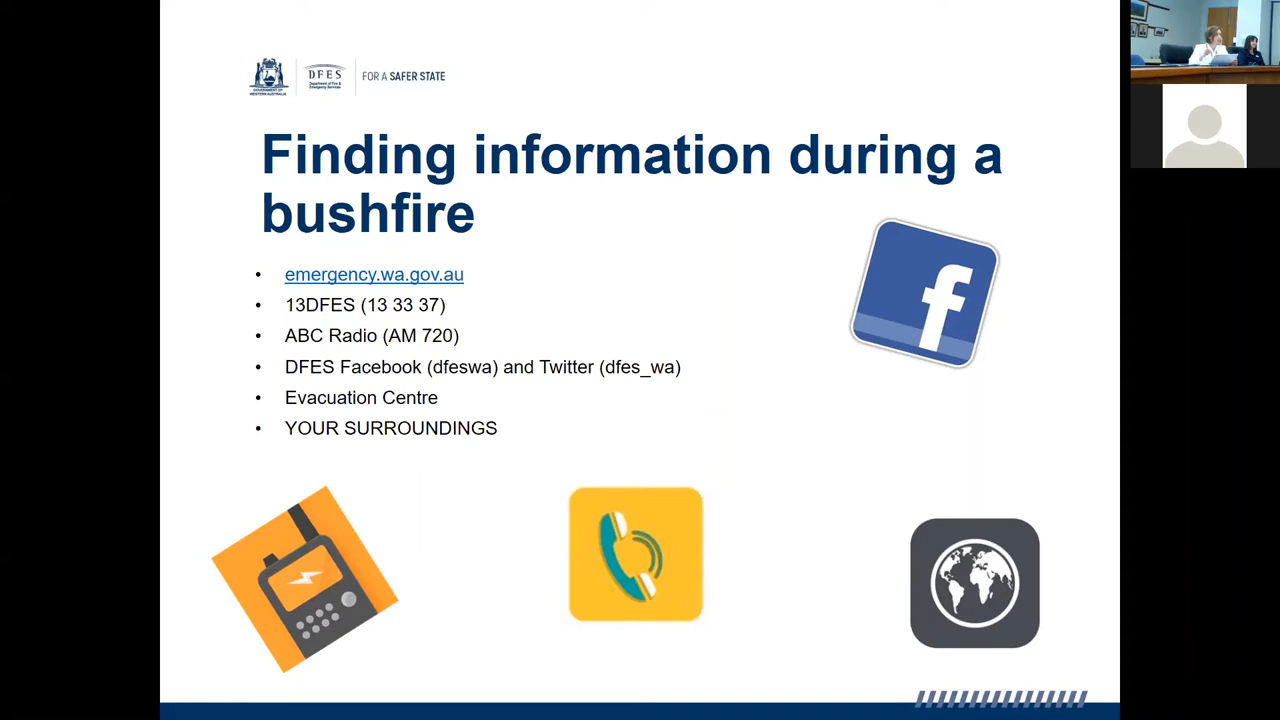 GOVERNMENT OF
WESTERN AUSTRALIA
DFES
Department of Fire &
Emergency Services
FOR A SAFER STATE
Finding information during a
bushfire
• emergency.wa.gov.au
• 13DFES (13 33 37)
• ABC Radio (AM 720)
• DFES Facebook (dfeswa) and Twitter (dfes_wa)
• Evacuation Centre
• YOUR SURROUNDINGS
f